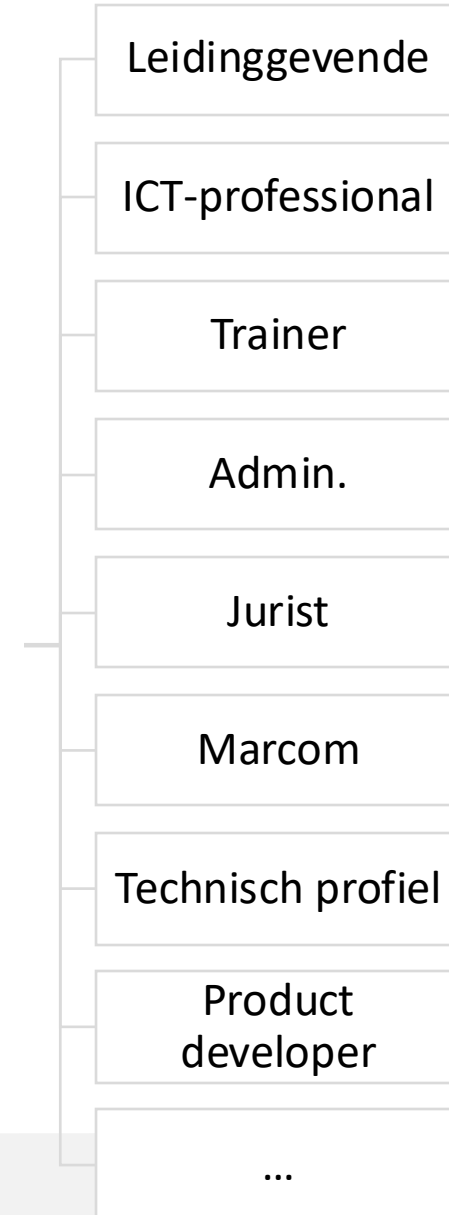 Leidinggevende
ICT-professional
Trainer
Admin.
Jurist
Marcom
Technisch profiel
Product
developer
...